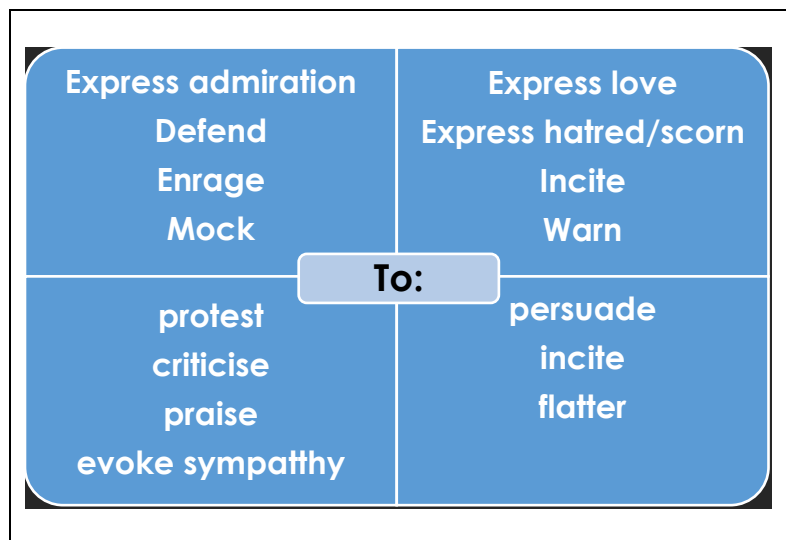 Express admiration
Defend
Enrage
Mock
Express love
Express hatred/scorn
Incite
Warn
To:
protest
criticise
praise
evoke sympatthy
persuade
incite
flatter